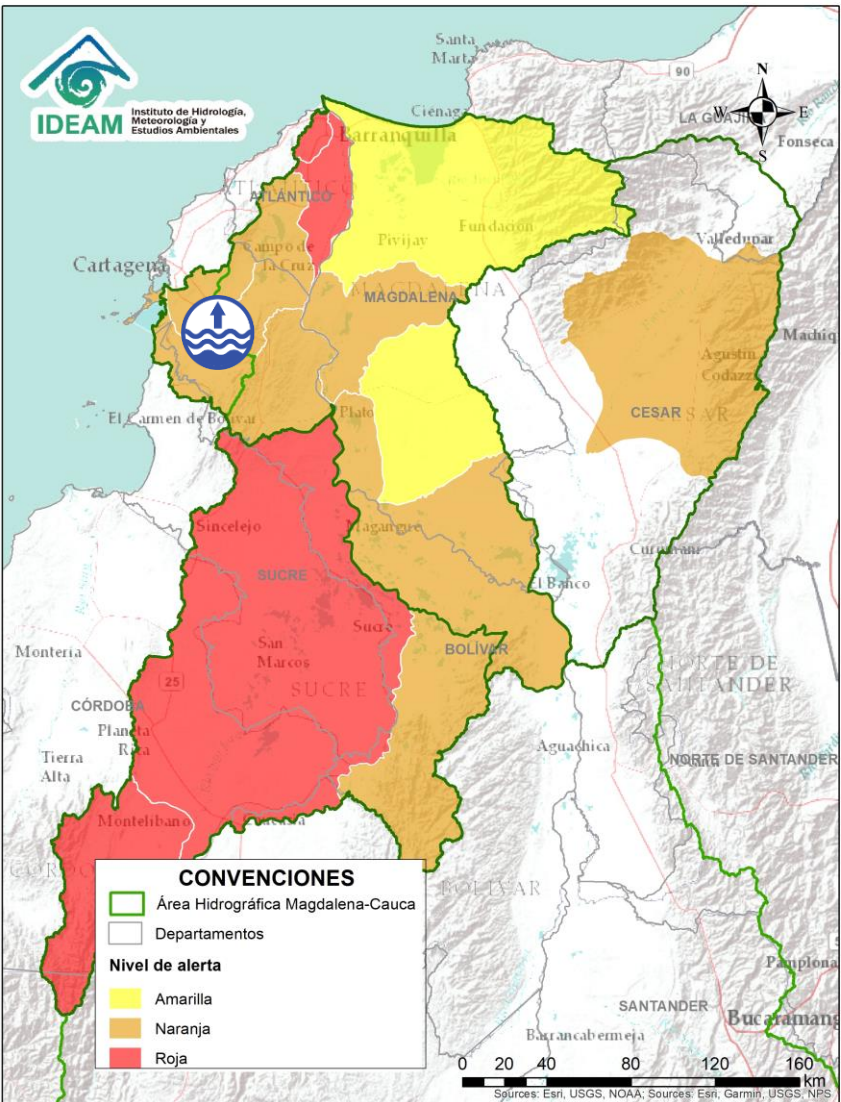 IDEAM
Instituto de Hidrología,
Meteorología y
Estudios Ambientales
Santa
Marta
90
N
W
E
S
LA GUAJIRA
Ciénaga
Barranquilla
Fonseca
ATLÁNTICO
Fundación
Pivijay
Valledupar
Campo de
la Cruz
Cartagena
MAGDALENA
MAGDALENA
Agustín
Codazzi
CESAR
CESAR
El Carmen de Bolívar
Plato
Sincelejo
Magangué
Curumaní
El Banco
SUCRE
Sucre
Montería
San
Marcos
BOLÍVAR
SUCRE
25
NORTE DE
SANTANDER
CÓRDOBA
Planeta
Rica
Tierra
Alta
Aguachica
NORTE DE SANTANDER
Montelíbano
BOLÍVAR
CONVENCIONES
Área Hidrográfica Magdalena-Cauca
Departamentos
Nivel de alerta
Amarilla
Naranja
Roja
Pamplona
SANTANDER
Bucaramang
Barrancabermeja
0 20 40 80 120 160
km
Sources: Esri, USGS, NOAA; Sources: Esri, Garmin, USGS, NPS